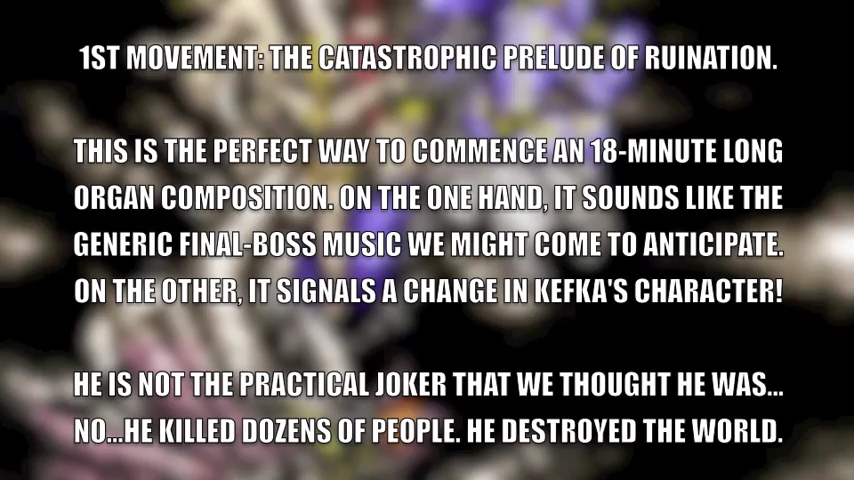 1ST MOVEMENT: THE CATASTROPHIC PRELUDE OF RUINATION.
THIS IS THE PERFECT WAY TO COMMENCE AN 18-MINUTE LONG
ORGAN COMPOSITION. ON THE ONE HAND, IT SOUNDS LIKE THE
GENERIC FINAL-BOSS MUSIC WE MIGHT COME TO ANTICIPATE.
ON THE OTHER, IT SIGNALS A CHANGE IN KEFKA'S CHARACTER!
HE IS NOT THE PRACTICAL JOKER THAT WE THOUGHT HE WAS...
NO...HE KILLED DOZENS OF PEOPLE. HE DESTROYED THE WORLD.